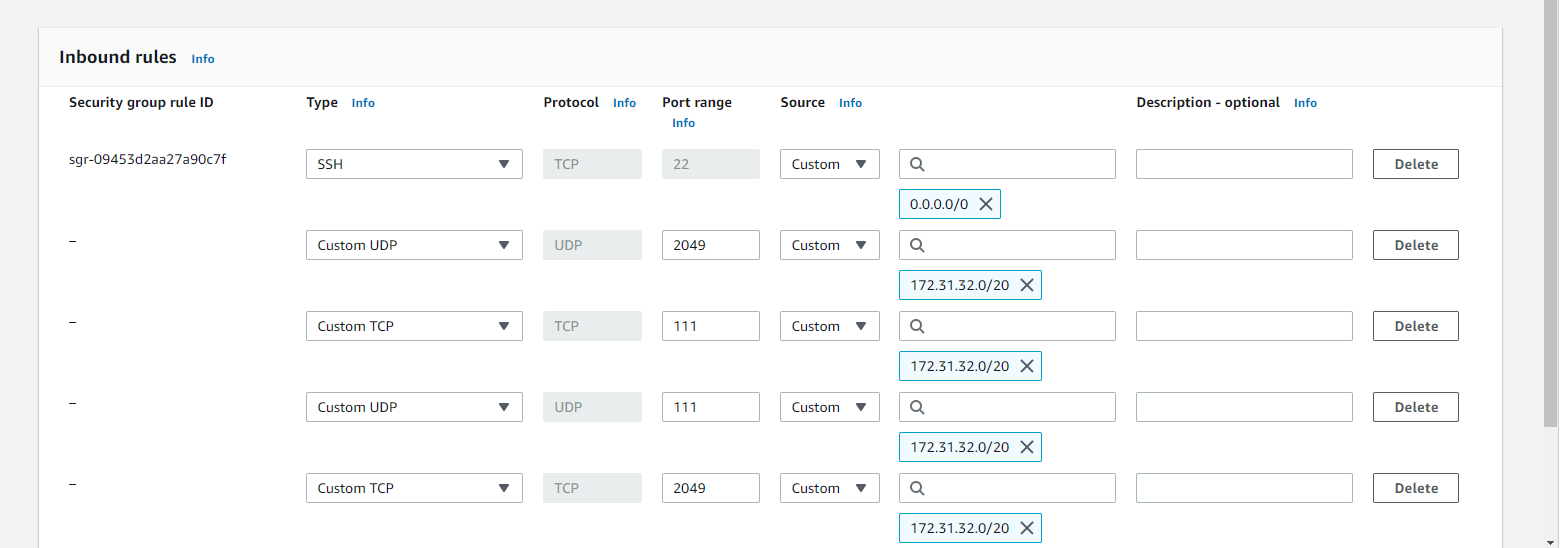 Inbound rules Info
Security group rule ID Type Info Protocol Info Port range Info Source Info Description - optional Info
sgr-09453d2aa27a90c7f SSH TCP 22 Custom Delete
0.0.0.0/0
– Custom UDP UDP 2049 Custom Delete
172.31.32.0/20
– Custom TCP TCP 111 Custom Delete
172.31.32.0/20
– Custom UDP UDP 111 Custom Delete
172.31.32.0/20
– Custom TCP TCP 2049 Custom Delete
172.31.32.0/20